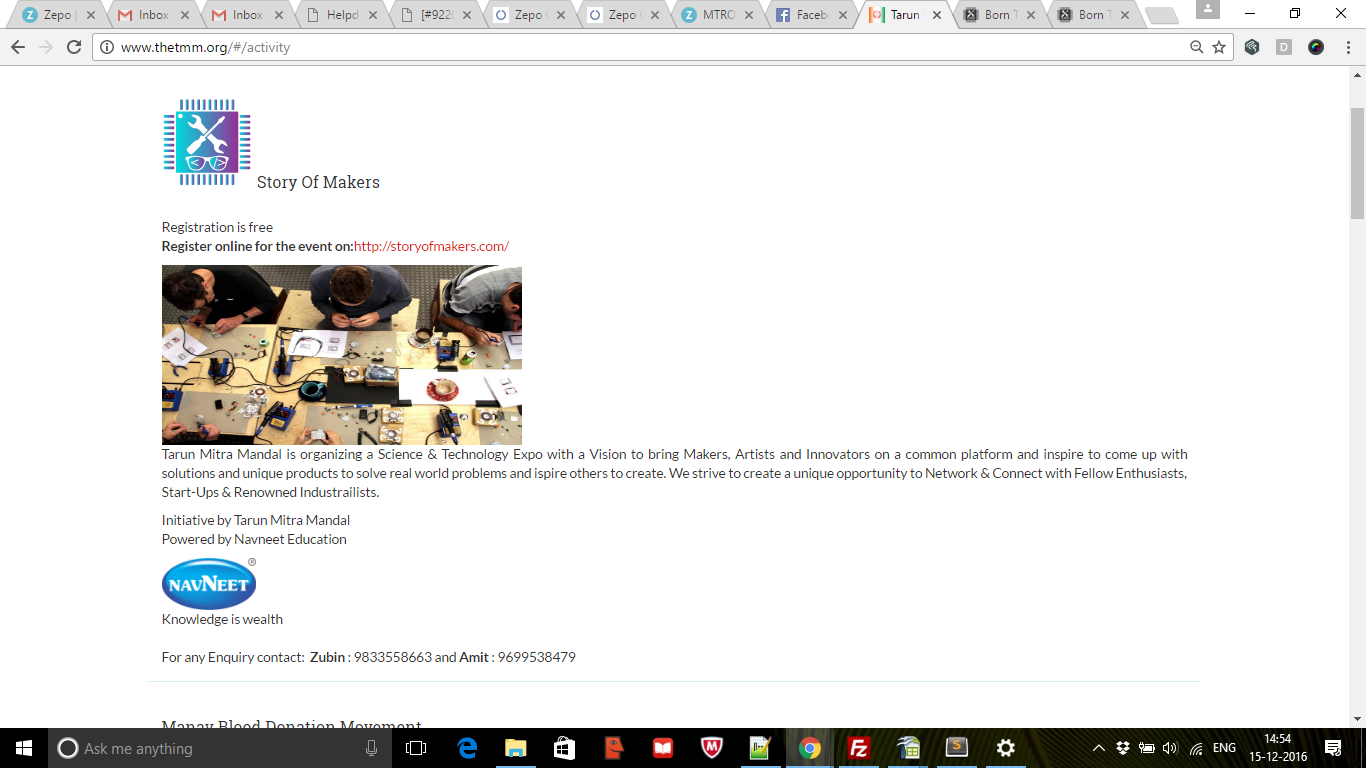 Zepo |
Inbox
Inbox
Helpd
[#922
Zepo
Zepo
MTRO
Faceb
Tarun
Born T
Born T
www.thetmm.org/#/activity
D
Story Of Makers
Registration is free
Register online for the event on:http://storyofmakers.com/
Tarun Mitra Mandal is organizing a Science & Technology Expo with a Vision to bring Makers, Artists and Innovators on a common platform and inspire to come up with
solutions and unique products to solve real world problems and ispire others to create. We strive to create a unique opportunity to Network & Connect with Fellow Enthusiasts,
Start-Ups & Renowned Industrailists.
Initiative by Tarun Mitra Mandal
Powered by Navneet Education
NAVNEET ®
Knowledge is wealth
For any Enquiry contact: Zubin : 9833558663 and Amit : 9699538479
Manav Blood Donation Movement
Ask me anything
ENG
14:54
15-12-2016